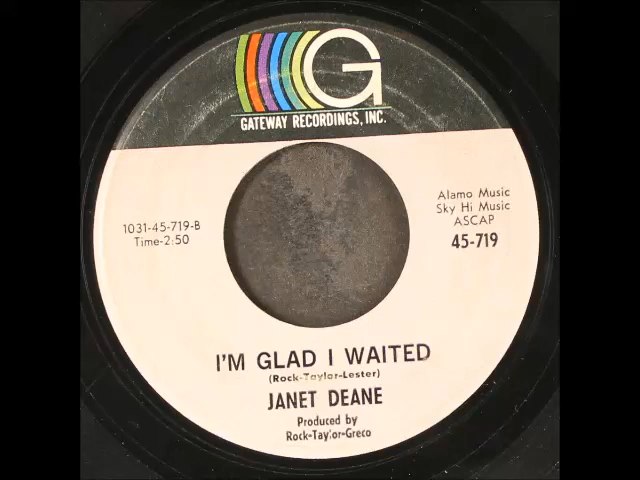 G
GATEWAY RECORDINGS, INC.
1031-45-719-B
Time-2:50
Alamo Music
Sky Hi Music
ASCAP
45-719
I'M GLAD I WAITED
(Rock-Taylor-Lester)
JANET DEANE
Produced by
Rock-Taylor-Greco